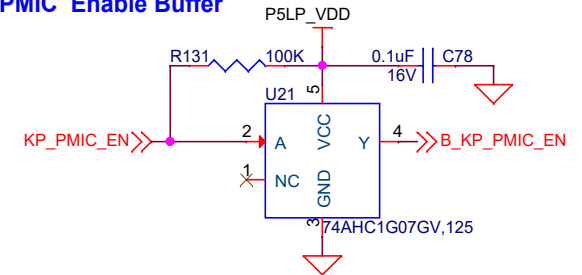 PMIC Enable Buffer
P5LP_VDD
R131
100K
0.1uF
C78
16V
U21
5
KP_PMIC_EN
2
A
VCC
Y
4
B_KP_PMIC_EN
1
NC
GND
3
74AHC1G07GV,125